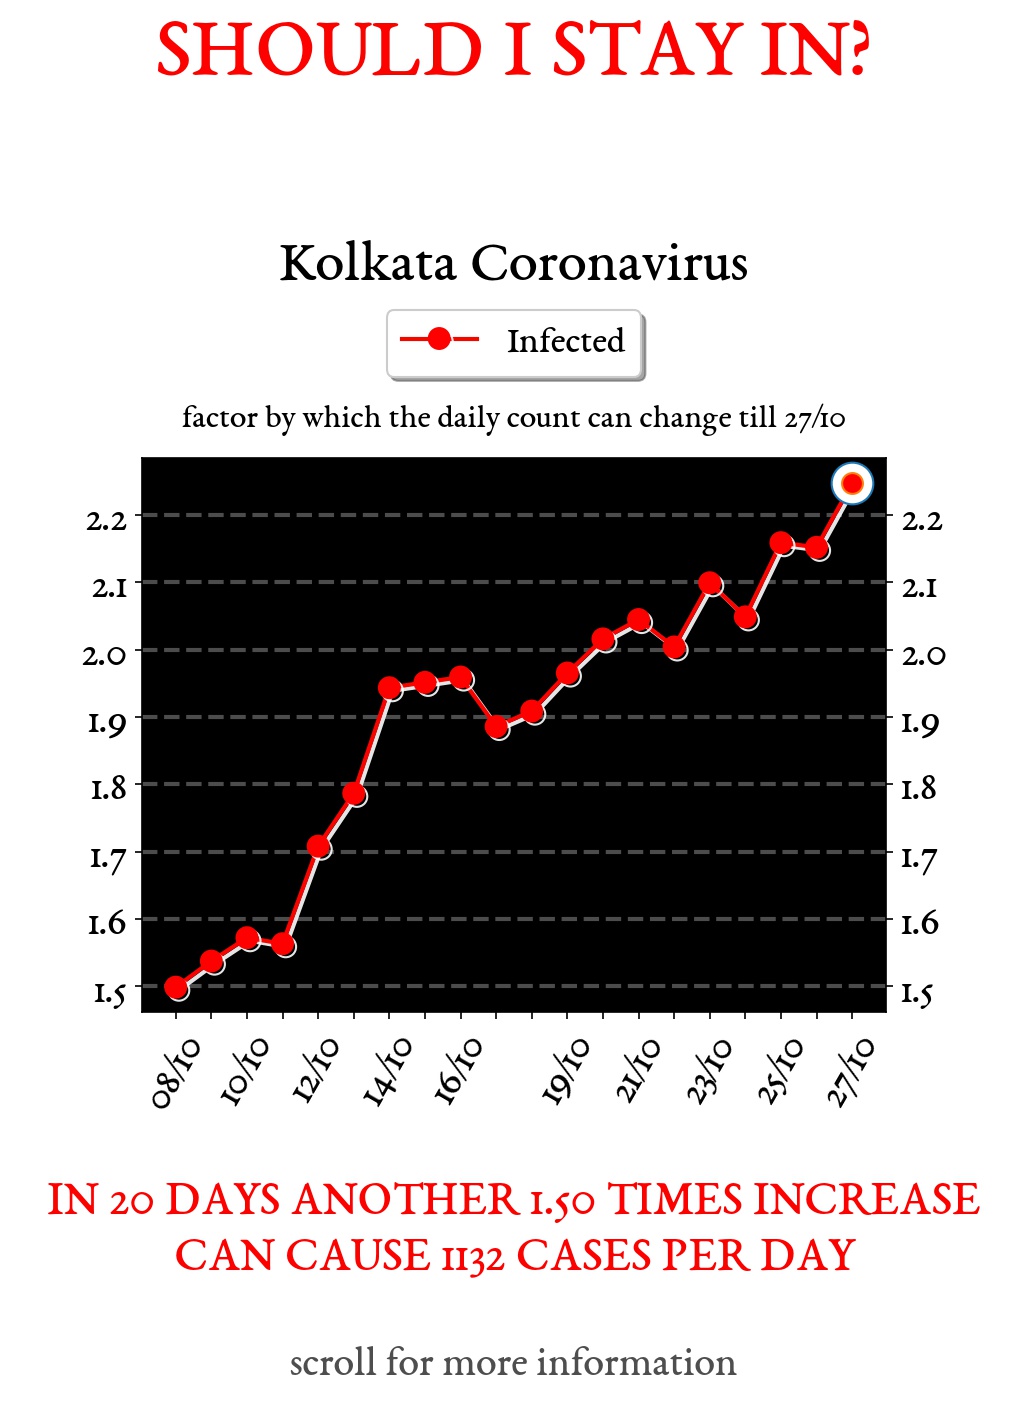 SHOULD I STAY IN?
Kolkata Coronavirus
Infected
factor by which the daily count can change till 27/10
2.2 2.2
2.1 2.1
2.0 2.0
1.9 1.9
1.8 1.8
1.7 1.7
1.6 1.6
1.5 1.5
08/10 10/10 12/10 14/10 16/10 19/10 21/10 23/10 25/10 27/10
IN 20 DAYS ANOTHER 1.50 TIMES INCREASE
CAN CAUSE 1132 CASES PER DAY
scroll for more information